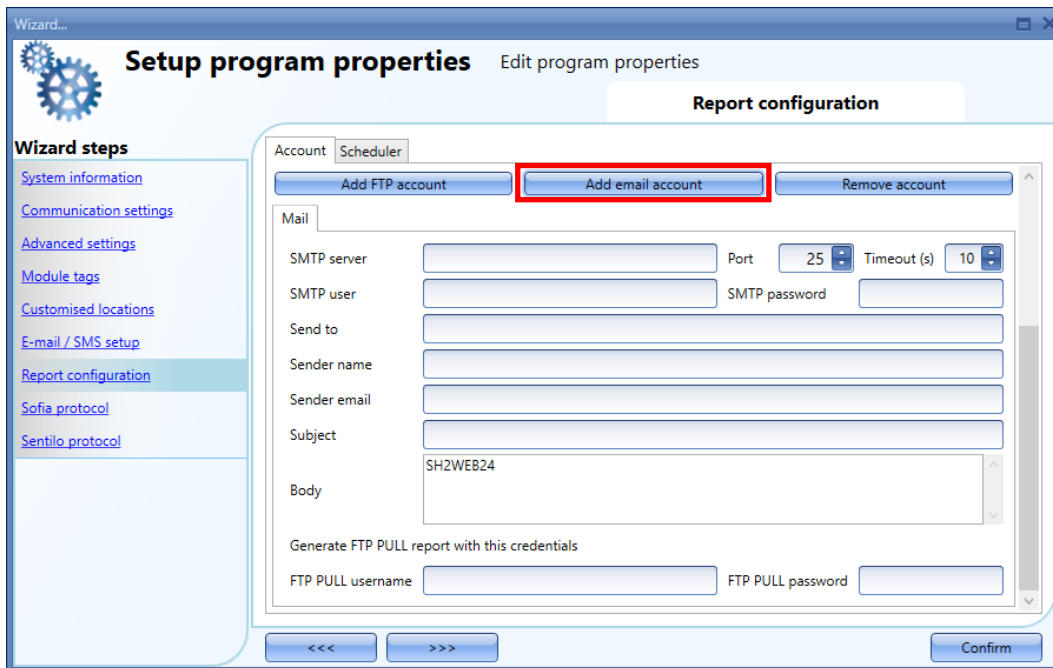 Wizard...
Setup program properties Edit program properties
Report configuration
Wizard steps
System information
Communication settings
Advanced settings
Module tags
Customised locations
E-mail / SMS setup
Report configuration
Sofia protocol
Sentilo protocol
Account Scheduler
Add FTP account Add email account Remove account
Mail
SMTP server Port 25 Timeout (s) 10
SMTP user SMTP password
Send to
Sender name
Sender email
Subject
SH2WEB24
Body
Generate FTP PULL report with this credentials
FTP PULL username FTP PULL password
<<< >>> Confirm